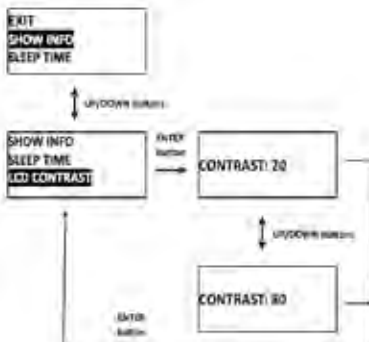 EXIT
SHOW INFO
SLEEP TIME
UP/DOWN buttons
SHOW INFO
SLEEP TIME
LCD CONTRAST
ENTER
button
CONTRAST: 20
UP/DOWN buttons
CONTRAST: 80
ENTER
button